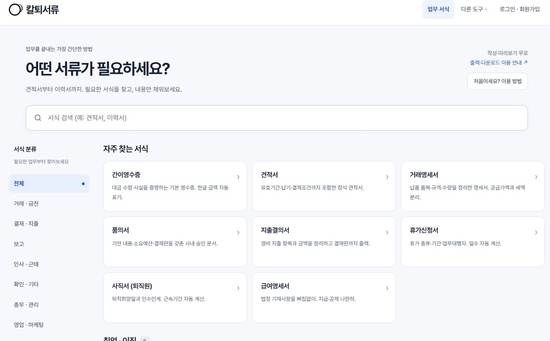 칼퇴서류
업무 서식
다른 도구
로그인 · 회원가입
업무를 끝내는 가장 간단한 방법
어떤 서류가 필요하세요?
견적서부터 이력서까지. 필요한 서식을 찾고, 내용만 채워보세요.
작성·미리보기 무료
출력·다운로드 이용 안내 ↗
처음이세요? 이용 방법
서식 검색 (예: 견적서, 이력서)
서식 분류
필요한 업무부터 찾아보세요
전체
거래 · 금전
결재 · 지출
보고
인사 · 근태
확인 · 기타
총무 · 관리
영업 · 마케팅
자주 찾는 서식
간이영수증
대금 수령 사실을 증명하는 기본 영수증. 한글 금액 자동
표기.
견적서
유효기간·납기·결제조건까지 포함한 정식 견적서.
거래명세서
납품 품목·규격·수량을 정리한 명세서. 공급가액과 세액
분리.
품의서
기안 내용·소요예산·결재란을 갖춘 사내 승인 문서.
지출결의서
경비 지출 항목과 금액을 정리하고 결재란까지 출력.
휴가신청서
휴가 종류·기간·업무대행자. 일수 자동 계산.
사직서 (퇴직원)
퇴직희망일과 인수인계. 근속기간 자동 계산.
급여명세서
법정 기재사항을 빠짐없이. 지급·공제 나란히.
취업 · 이직